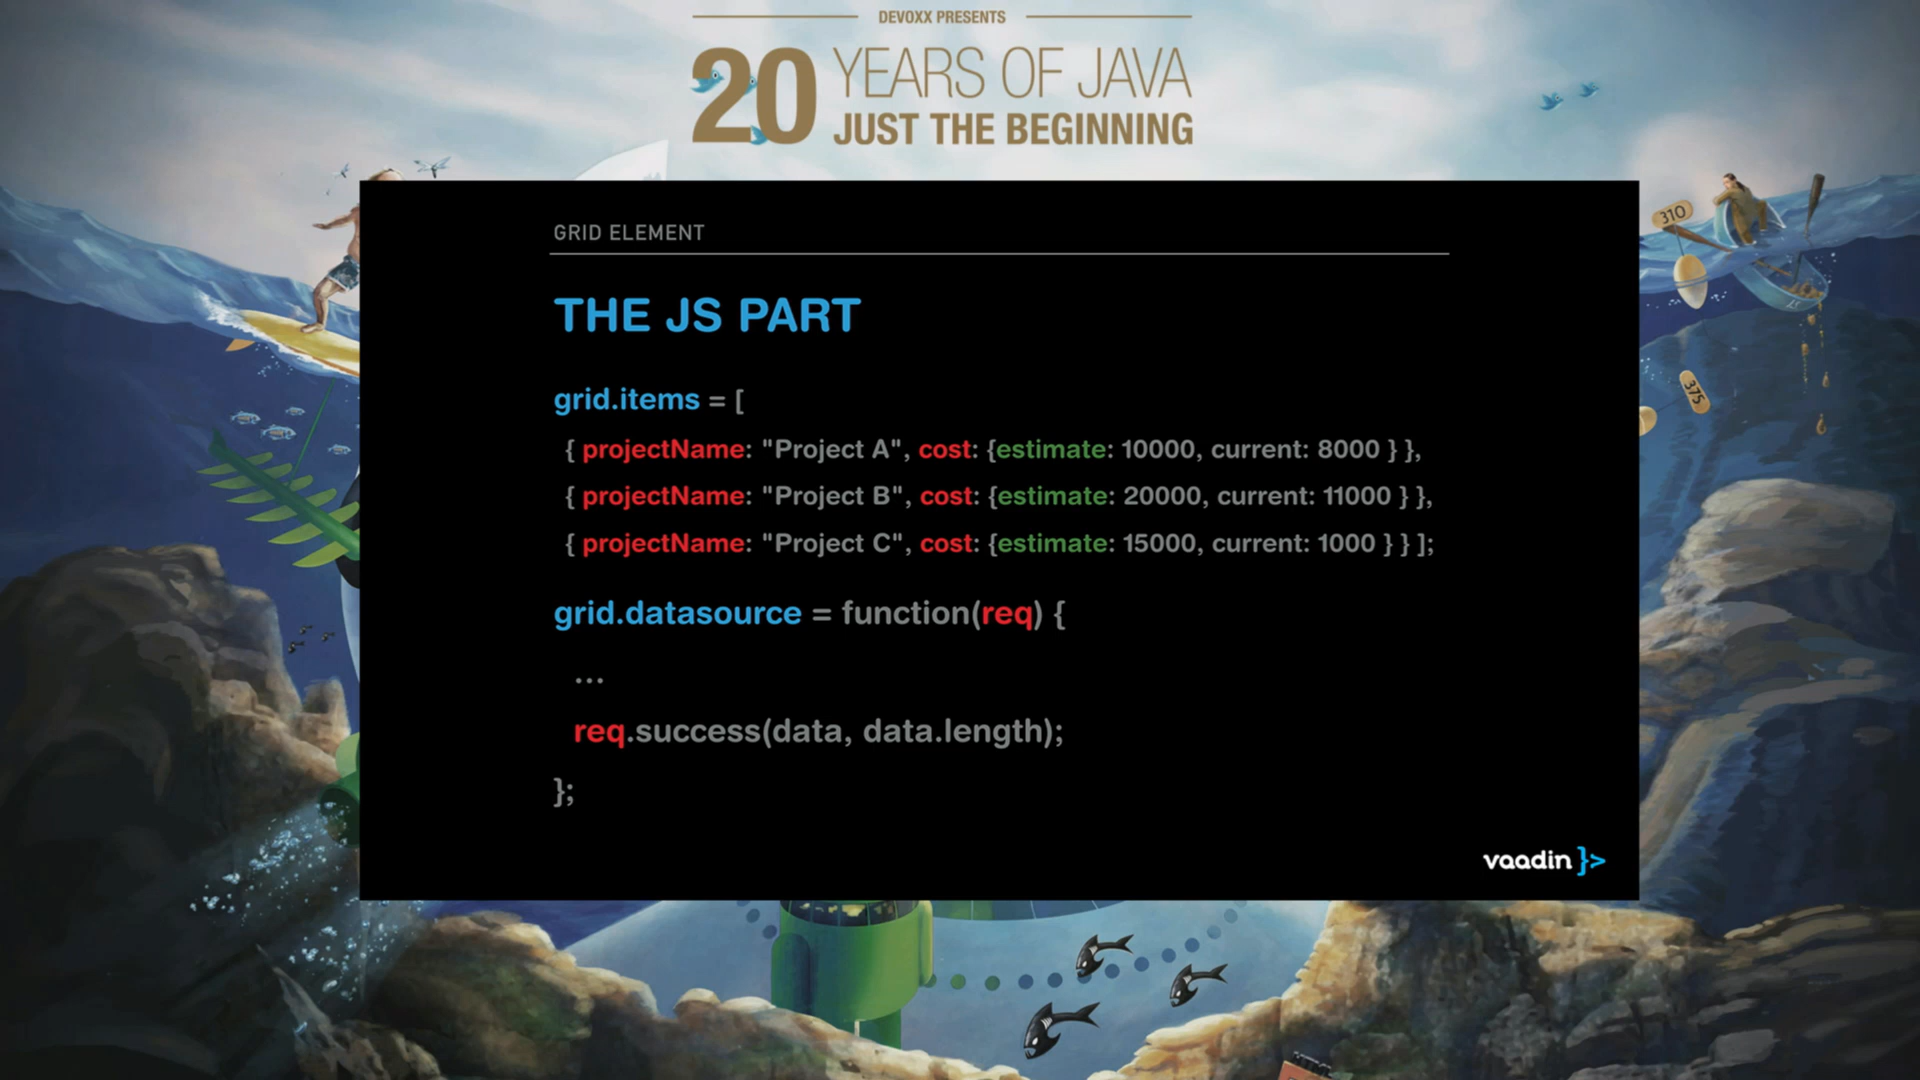 DEVOXX PRESENTS
20 YEARS OF JAVA
JUST THE BEGINNING
310
375
GRID ELEMENT
THE JS PART
grid.items = [
{ projectName: "Project A", cost: {estimate: 10000, current: 8000 } },
{ projectName: "Project B", cost: {estimate: 20000, current: 11000 } },
{ projectName: "Project C", cost: {estimate: 15000, current: 1000 } } ];
grid.datasource = function(req) {
...
req.success(data, data.length);
};
vaadin }>